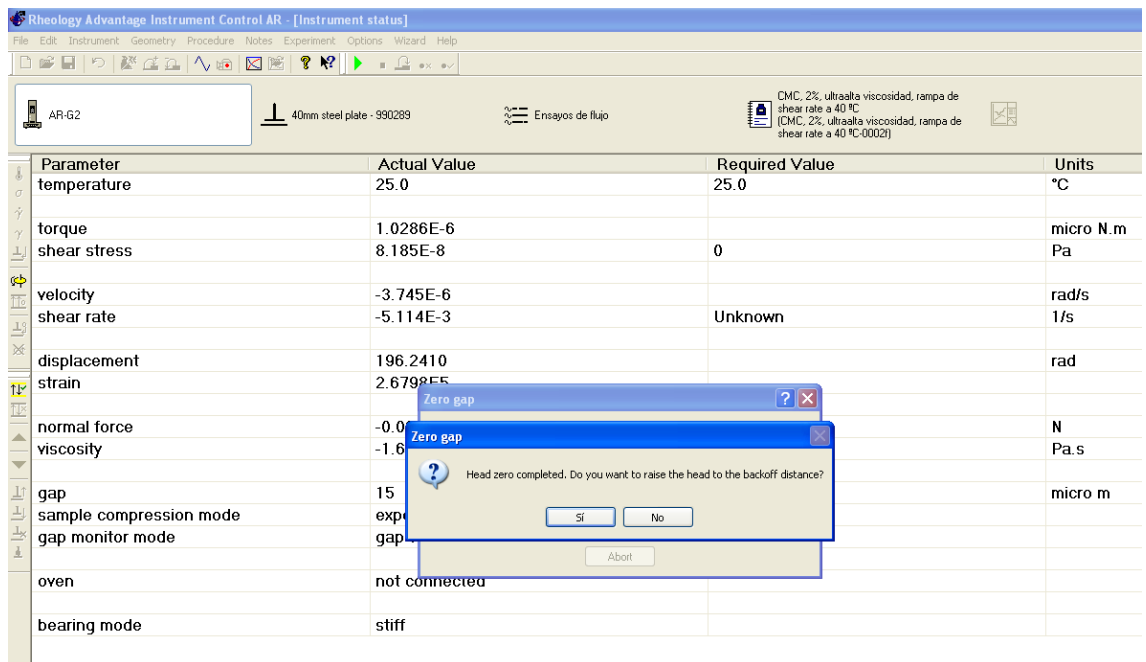 Rheology Advantage Instrument Control AR - [Instrument status]
File Edit Instrument Geometry Procedure Notes Experiment Options Wizard Help
AR-G2
40mm steel plate - 990289
Ensayos de flujo
CMC, 2%, ultraalta viscosidad, rampa de
shear rate a 40 ºC
(CMC, 2%, ultraalta viscosidad, rampa de
shear rate a 40 ºC-0002f)
Parameter Actual Value Required Value Units
temperature 25.0 25.0 °C
torque 1.0286E-6 micro N.m
shear stress 8.185E-8 0 Pa
velocity -3.745E-6 rad/s
shear rate -5.114E-3 Unknown 1/s
displacement 196.2410 rad
strain 2.6798E5
Zero gap
normal force -0.0 N
Zero gap
viscosity -1.6 Pa.s
Head zero completed. Do you want to raise the head to the backoff distance?
gap 15 micro m
Sí No
sample compression mode
gap monitor mode
Abort
oven not connected
bearing mode stiff